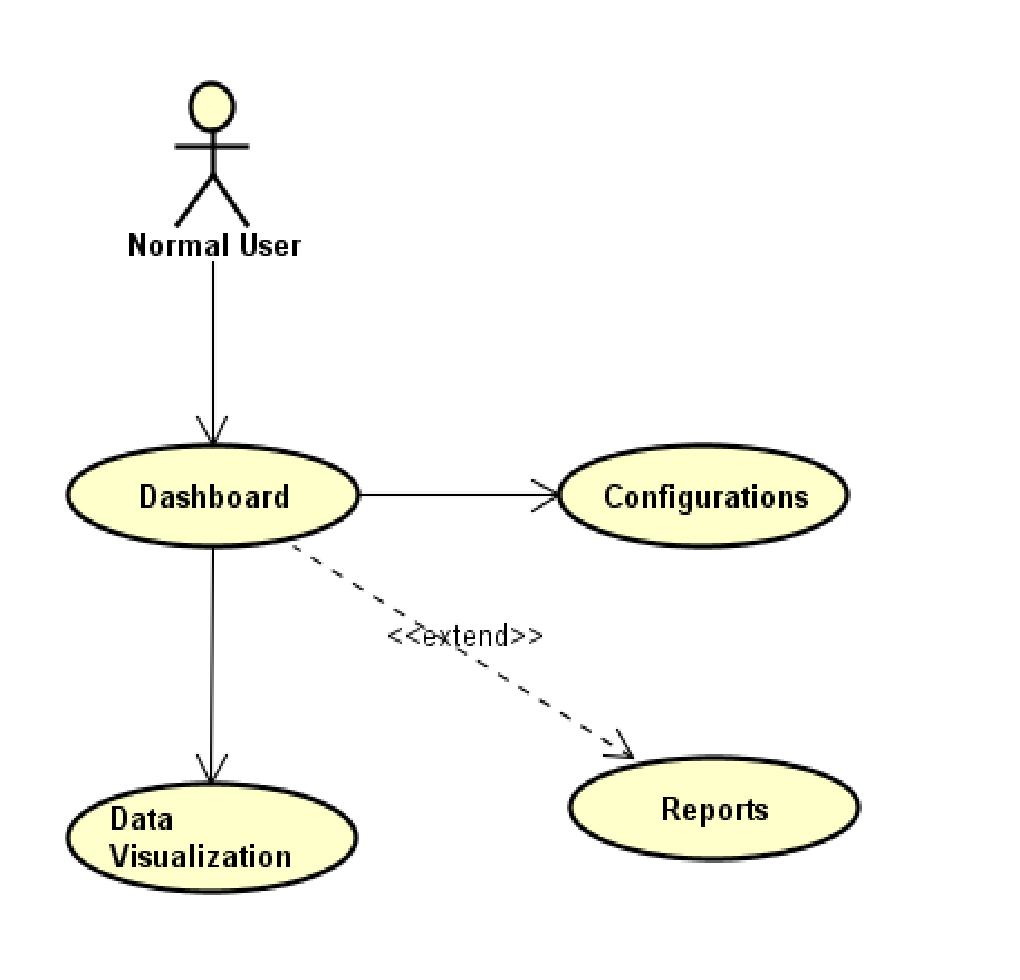 Normal User
Dashboard
Configurations
<<extend>>
Reports
Data
Visualization